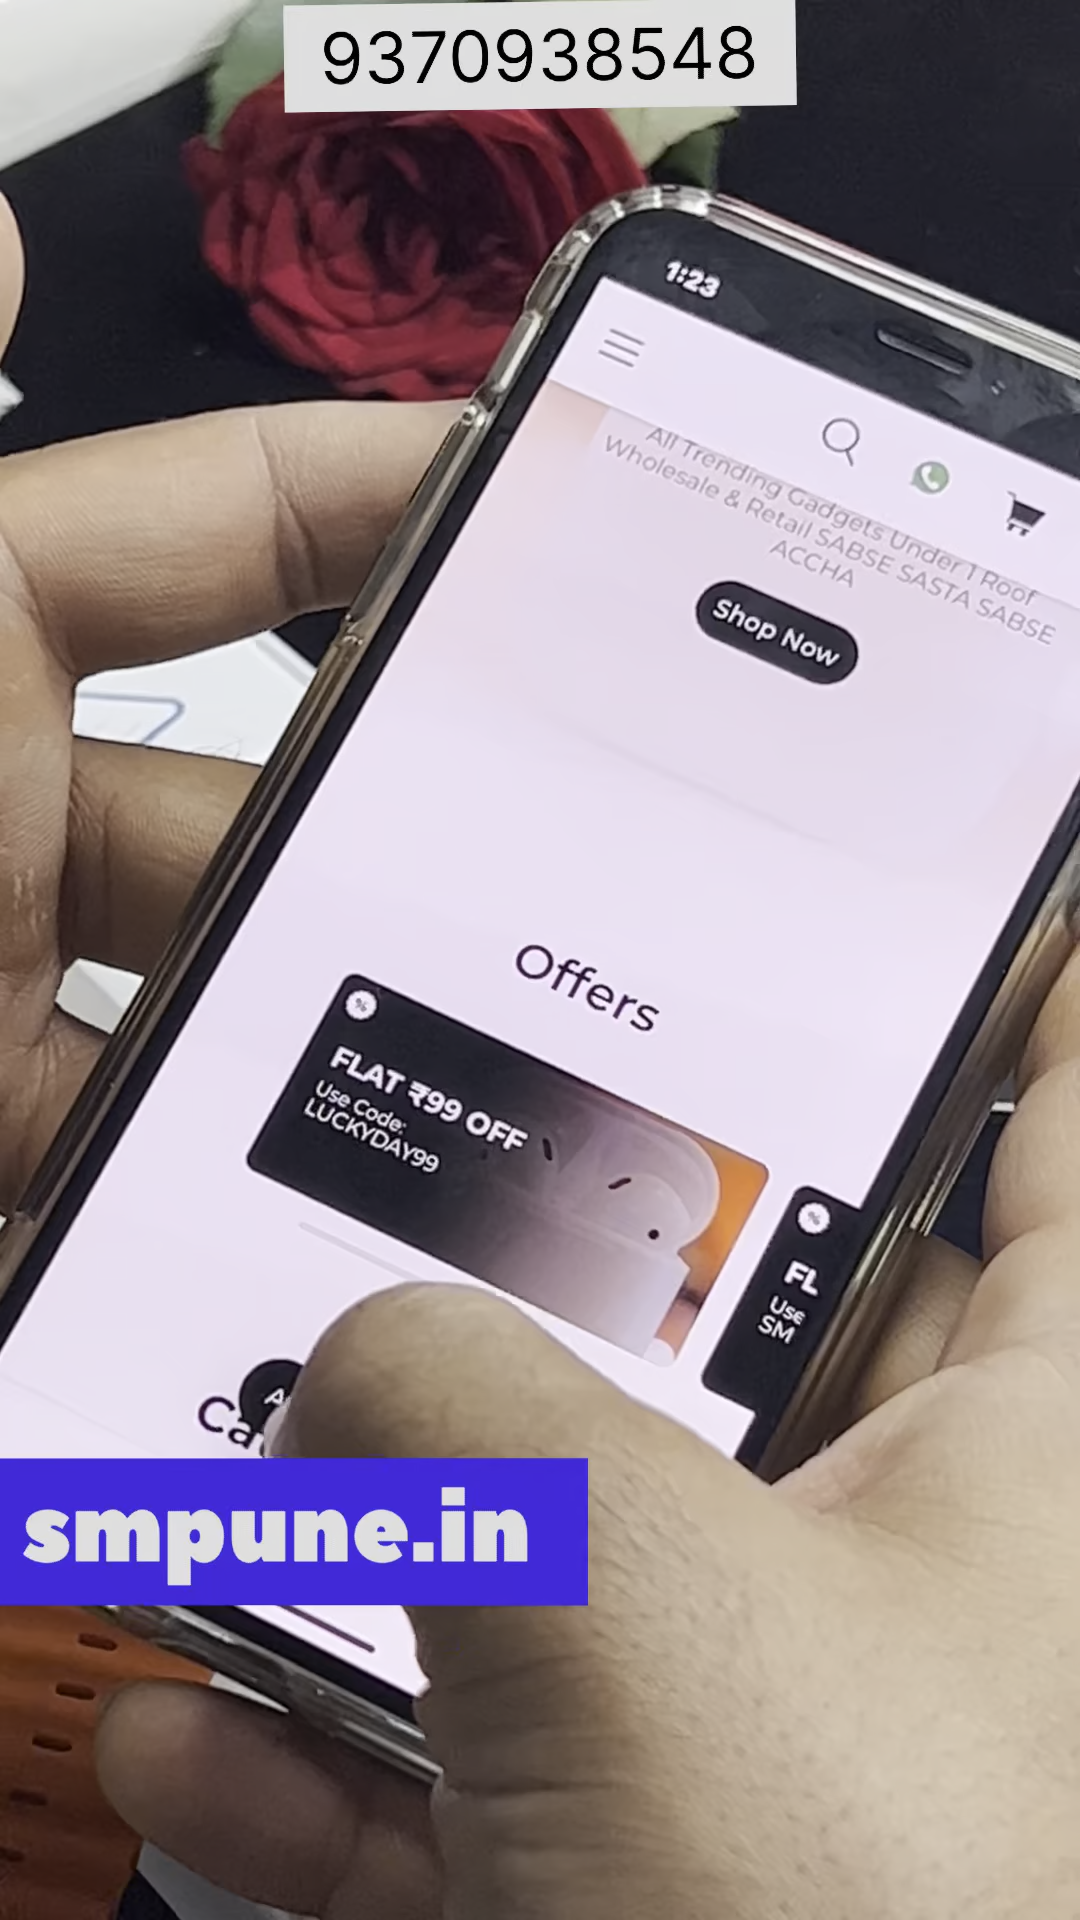 9370938548
1:23
All Trending Gadgets Under 1 Roof
Wholesale & Retail SABSE SASTA SABSE
ACCHA
Shop Now
Offers
%
FLAT ₹99 OFF
Use Code:
LUCKYDAY99
%
FL
Use
SM
smpune.in